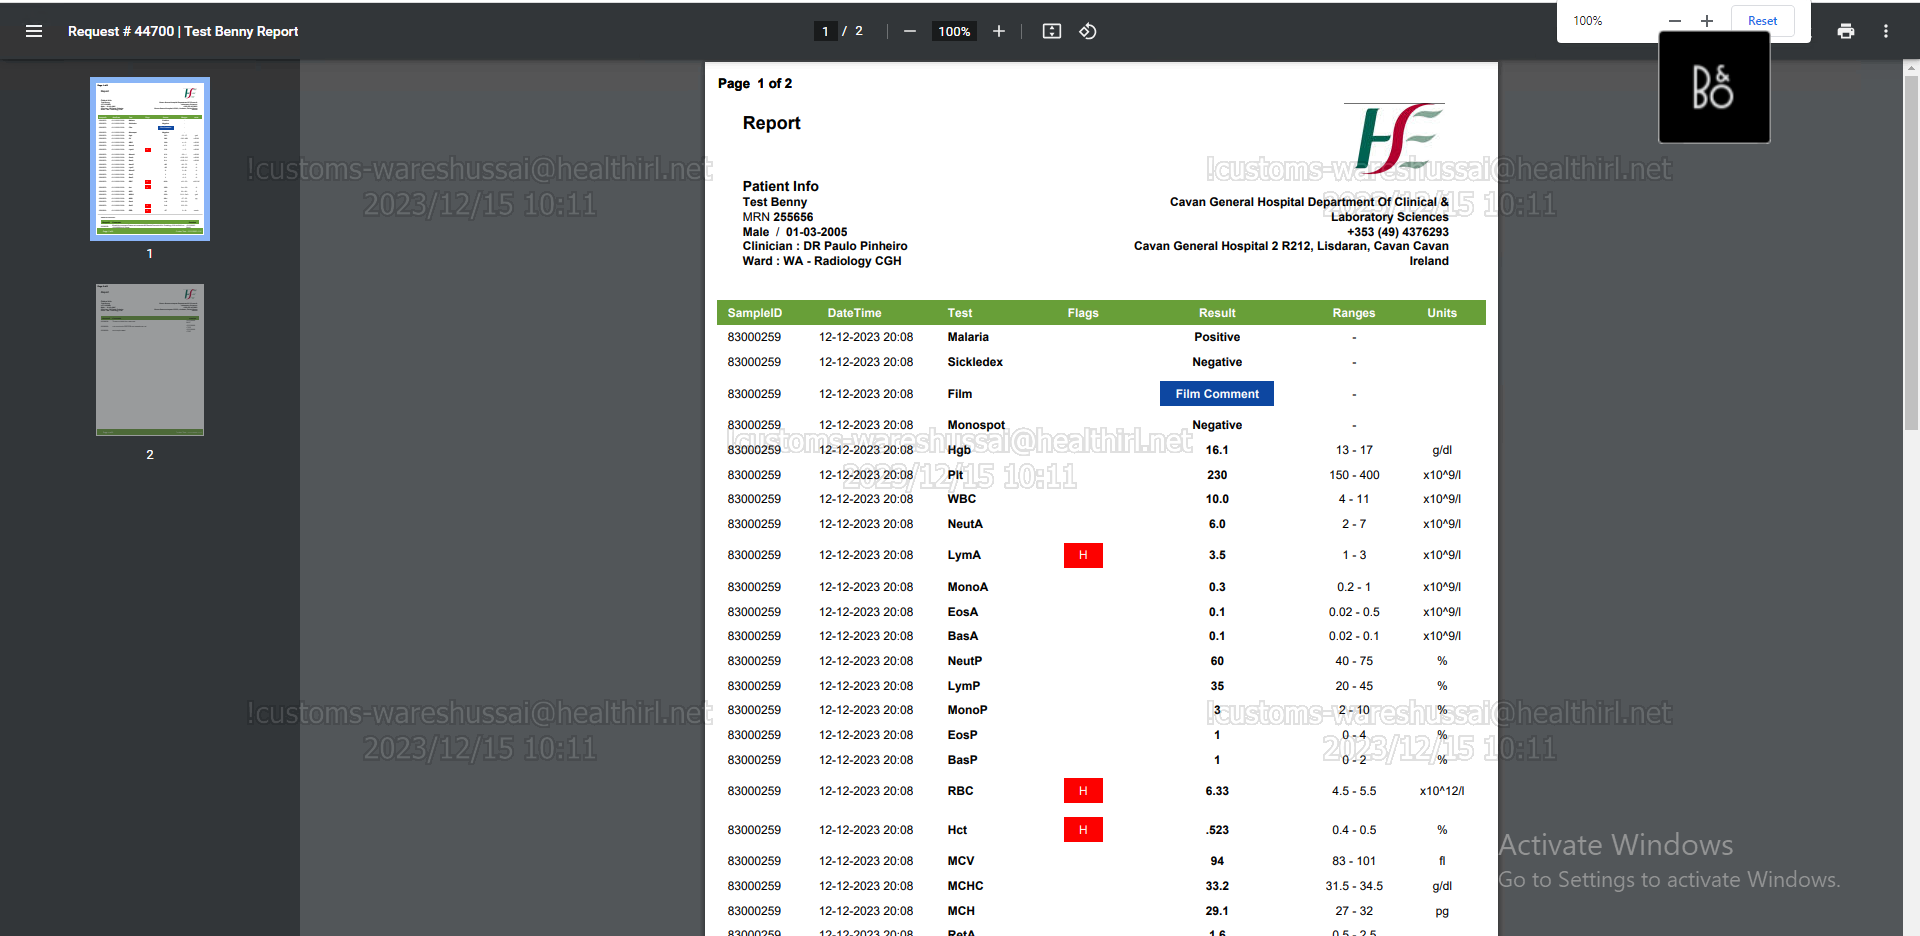 Request # 44700 | Test Benny Report
1 / 2
100%
100%
Reset
B&O
1
2
Page 1 of 2
Report
HSE
Patient Info
Test Benny
MRN 255656
Male / 01-03-2005
Clinician : DR Paulo Pinheiro
Ward : WA - Radiology CGH
Cavan General Hospital Department Of Clinical &
Laboratory Sciences
+353 (49) 4376293
Cavan General Hospital 2 R212, Lisdaran, Cavan Cavan
Ireland
SampleID DateTime Test Flags Result Ranges Units
83000259 12-12-2023 20:08 Malaria Positive -
83000259 12-12-2023 20:08 Sickledex Negative -
83000259 12-12-2023 20:08 Film Film Comment -
83000259 12-12-2023 20:08 Monospot Negative -
83000259 12-12-2023 20:08 Hgb 16.1 13 - 17 g/dl
83000259 12-12-2023 20:08 Plt 230 150 - 400 x10^9/l
83000259 12-12-2023 20:08 WBC 10.0 4 - 11 x10^9/l
83000259 12-12-2023 20:08 NeutA 6.0 2 - 7 x10^9/l
83000259 12-12-2023 20:08 LymA H 3.5 1 - 3 x10^9/l
83000259 12-12-2023 20:08 MonoA 0.3 0.2 - 1 x10^9/l
83000259 12-12-2023 20:08 EosA 0.1 0.02 - 0.5 x10^9/l
83000259 12-12-2023 20:08 BasA 0.1 0.02 - 0.1 x10^9/l
83000259 12-12-2023 20:08 NeutP 60 40 - 75 %
83000259 12-12-2023 20:08 LymP 35 20 - 45 %
83000259 12-12-2023 20:08 MonoP 3 2 - 10 %
83000259 12-12-2023 20:08 EosP 1 0 - 4 %
83000259 12-12-2023 20:08 BasP 1 0 - 2 %
83000259 12-12-2023 20:08 RBC H 6.33 4.5 - 5.5 x10^12/l
83000259 12-12-2023 20:08 Hct H .523 0.4 - 0.5 %
83000259 12-12-2023 20:08 MCV 94 83 - 101 fl
83000259 12-12-2023 20:08 MCHC 33.2 31.5 - 34.5 g/dl
83000259 12-12-2023 20:08 MCH 29.1 27 - 32 pg
83000259 12-12-2023 20:08 RetA 1.6 0.5 - 2.5
!customs-wareshussai@healthirl.net
2023/12/15 10:11
!customs-wareshussai@healthirl.net
2023/12/15 10:11
!customs-wareshussai@healthirl.net
2023/12/15 10:11
!customs-wareshussai@healthirl.net
2023/12/15 10:11
!customs-wareshussai@healthirl.net
2023/12/15 10:11
Activate Windows
Go to Settings to activate Windows.